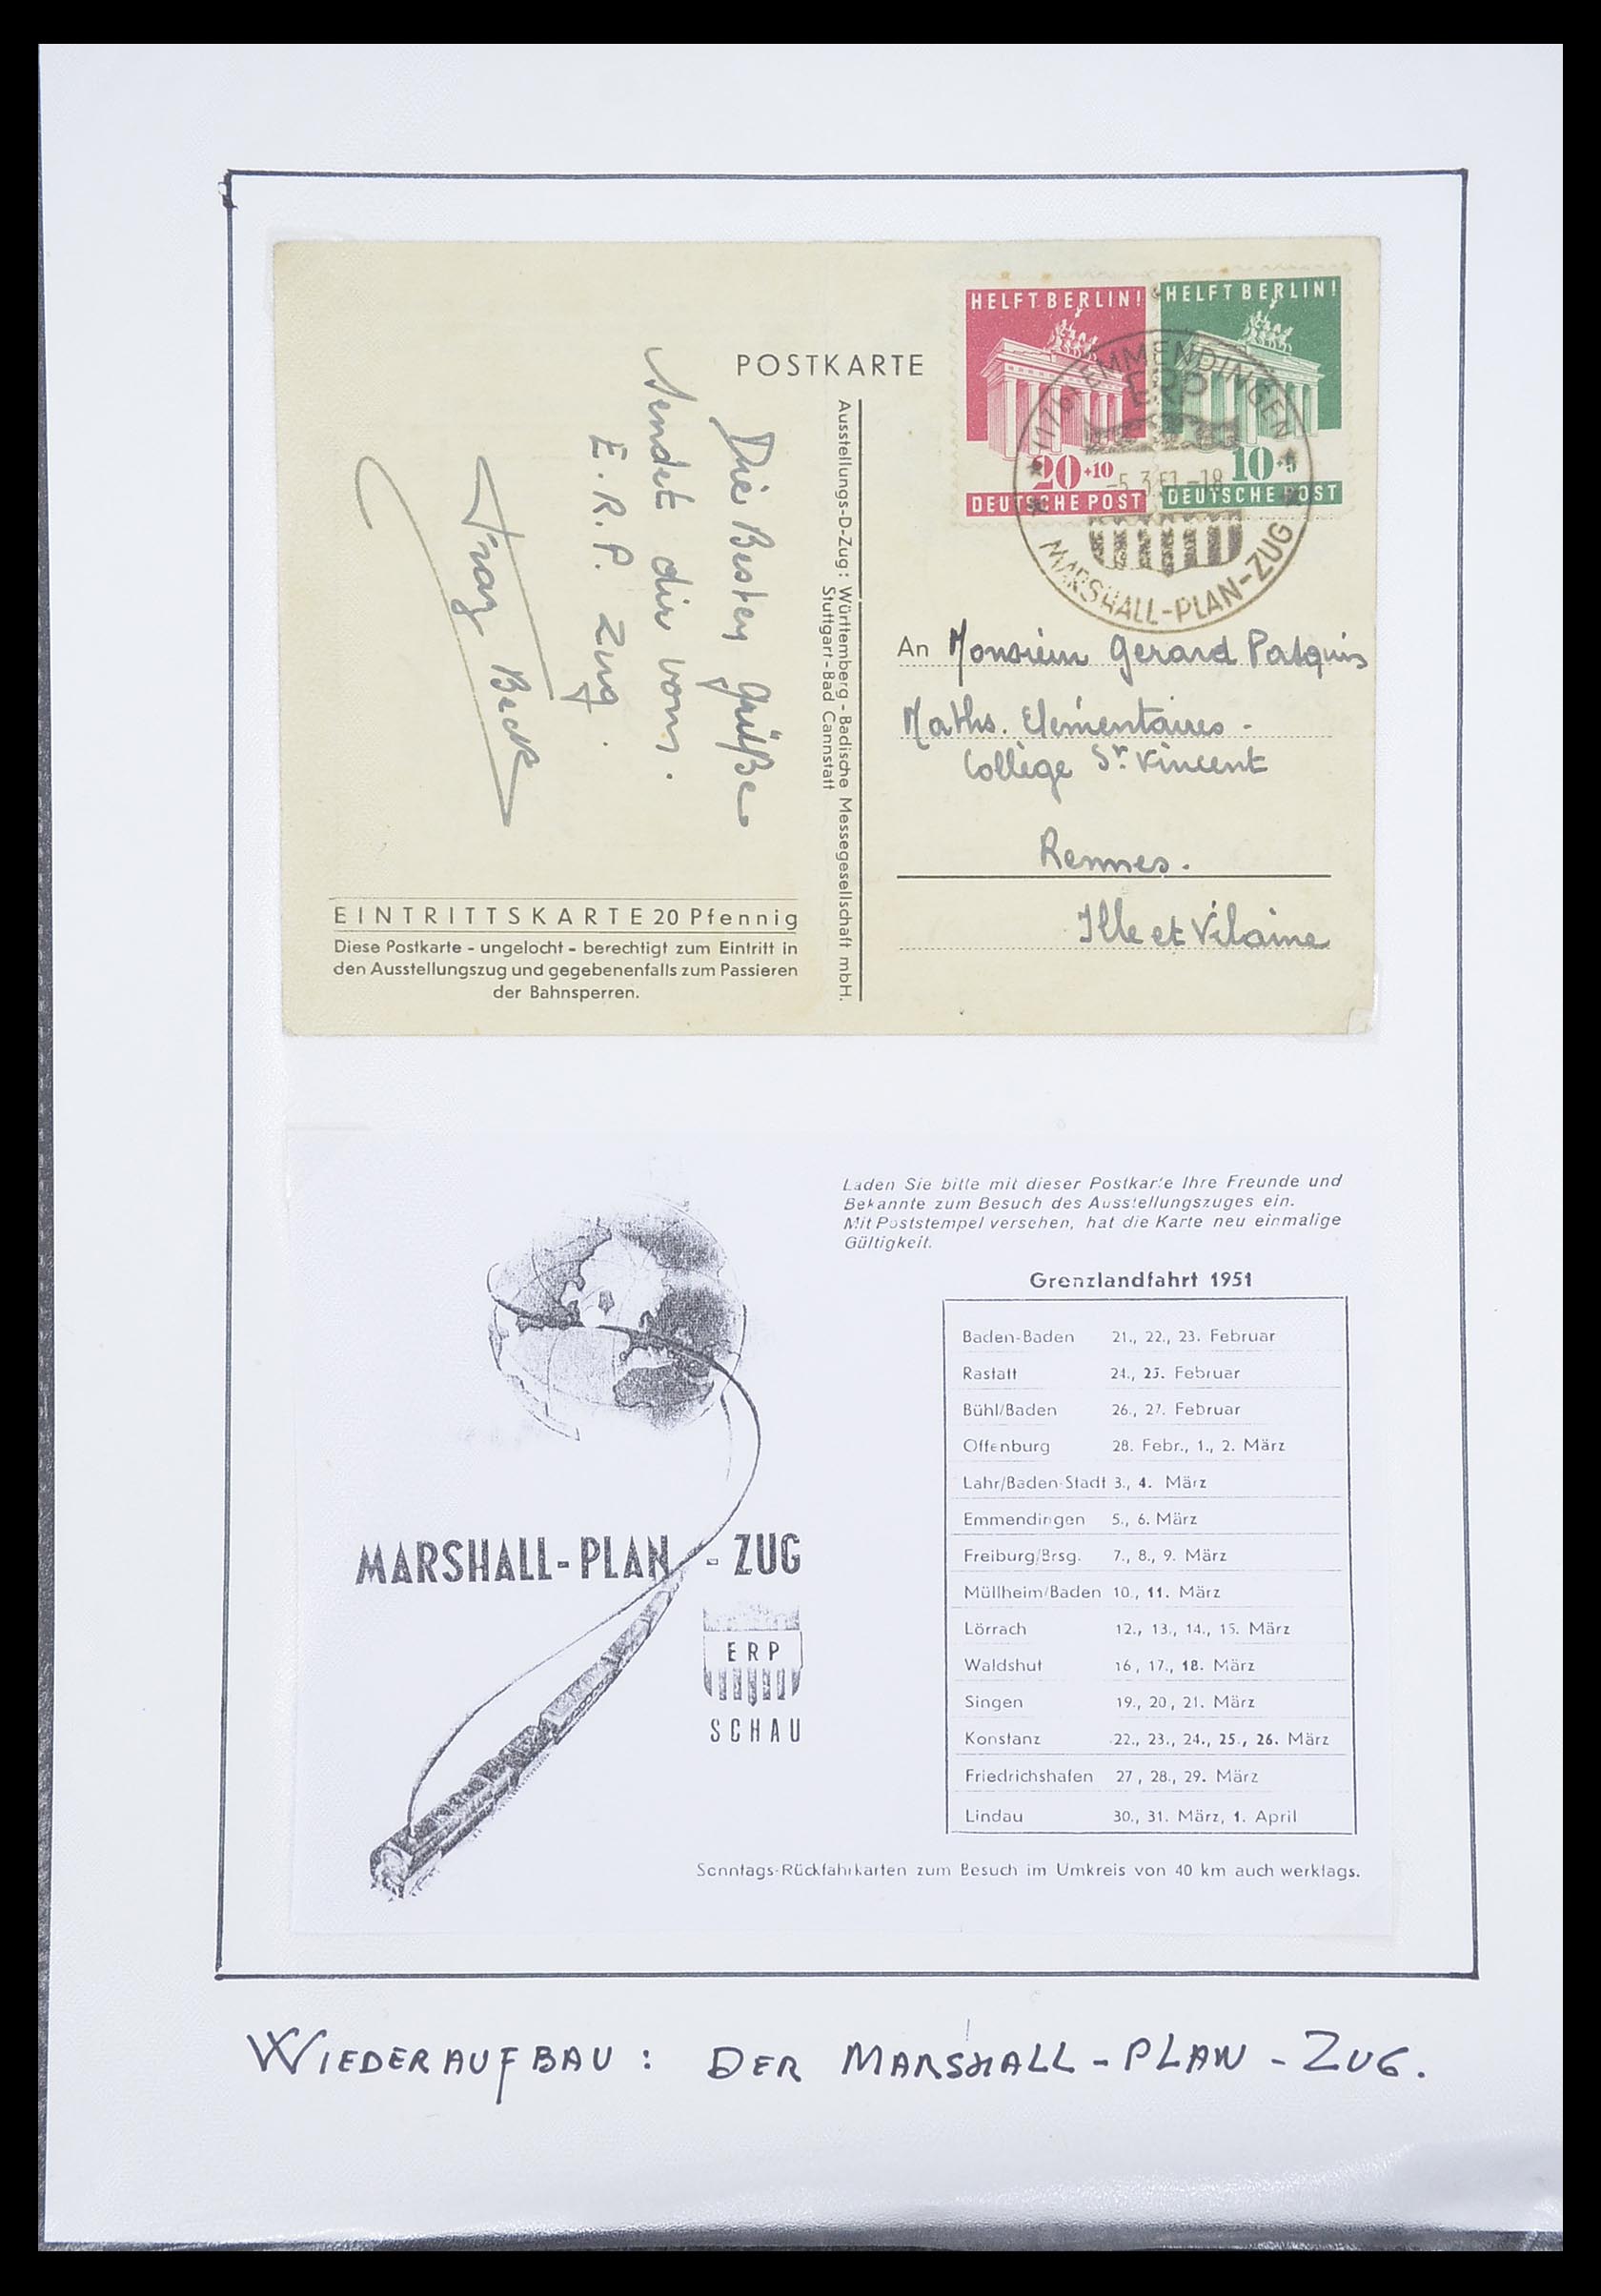 POSTKARTE
HELFT BERLIN!
20+10
DEUTSCHE POST
HELFT BERLIN!
10+5
DEUTSCHE POST
EMMENDINGEN
ERP
-5.3.51-18
MARSHALL-PLAN-ZUG
Die Besten Grüße
sendet dir vom
E.R.P. Zug.
Franz Beck
Ausstellungs-D-Zug: Württemberg-Badische Messegesellschaft mbH.
Stuttgart-Bad Cannstatt
An Monsieur Gerard Pasquis
Maths. Elémentaires -
Collège St. Vincent
Rennes.
Ille et Vilaine
EINTRITTSKARTE 20 Pfennig
Diese Postkarte - ungelocht - berechtigt zum Eintritt in
den Ausstellungszug und gegebenenfalls zum Passieren
der Bahnsperren.
Laden Sie bitte mit dieser Postkarte Ihre Freunde und
Bekannte zum Besuch des Ausstellungszuges ein.
Mit Poststempel versehen, hat die Karte neu einmalige
Gültigkeit.
Grenzlandfahrt 1951
Baden-Baden 21., 22., 23. Februar
Rastatt 24., 25. Februar
Bühl/Baden 26., 27. Februar
Offenburg 28. Febr., 1., 2. März
Lahr/Baden-Stadt 3., 4. März
Emmendingen 5., 6. März
Freiburg/Brsg. 7., 8., 9. März
Müllheim/Baden 10., 11. März
Lörrach 12., 13., 14., 15. März
Waldshut 16., 17., 18. März
Singen 19., 20., 21. März
Konstanz 22., 23., 24., 25., 26. März
Friedrichshafen 27., 28., 29. März
Lindau 30., 31. März, 1. April
MARSHALL-PLAN-ZUG
ERP
SCHAU
Sonntags-Rückfahrkarten zum Besuch im Umkreis von 40 km auch werktags.
WIEDERAUFBAU: DER MARSHALL-PLAN-ZUG.